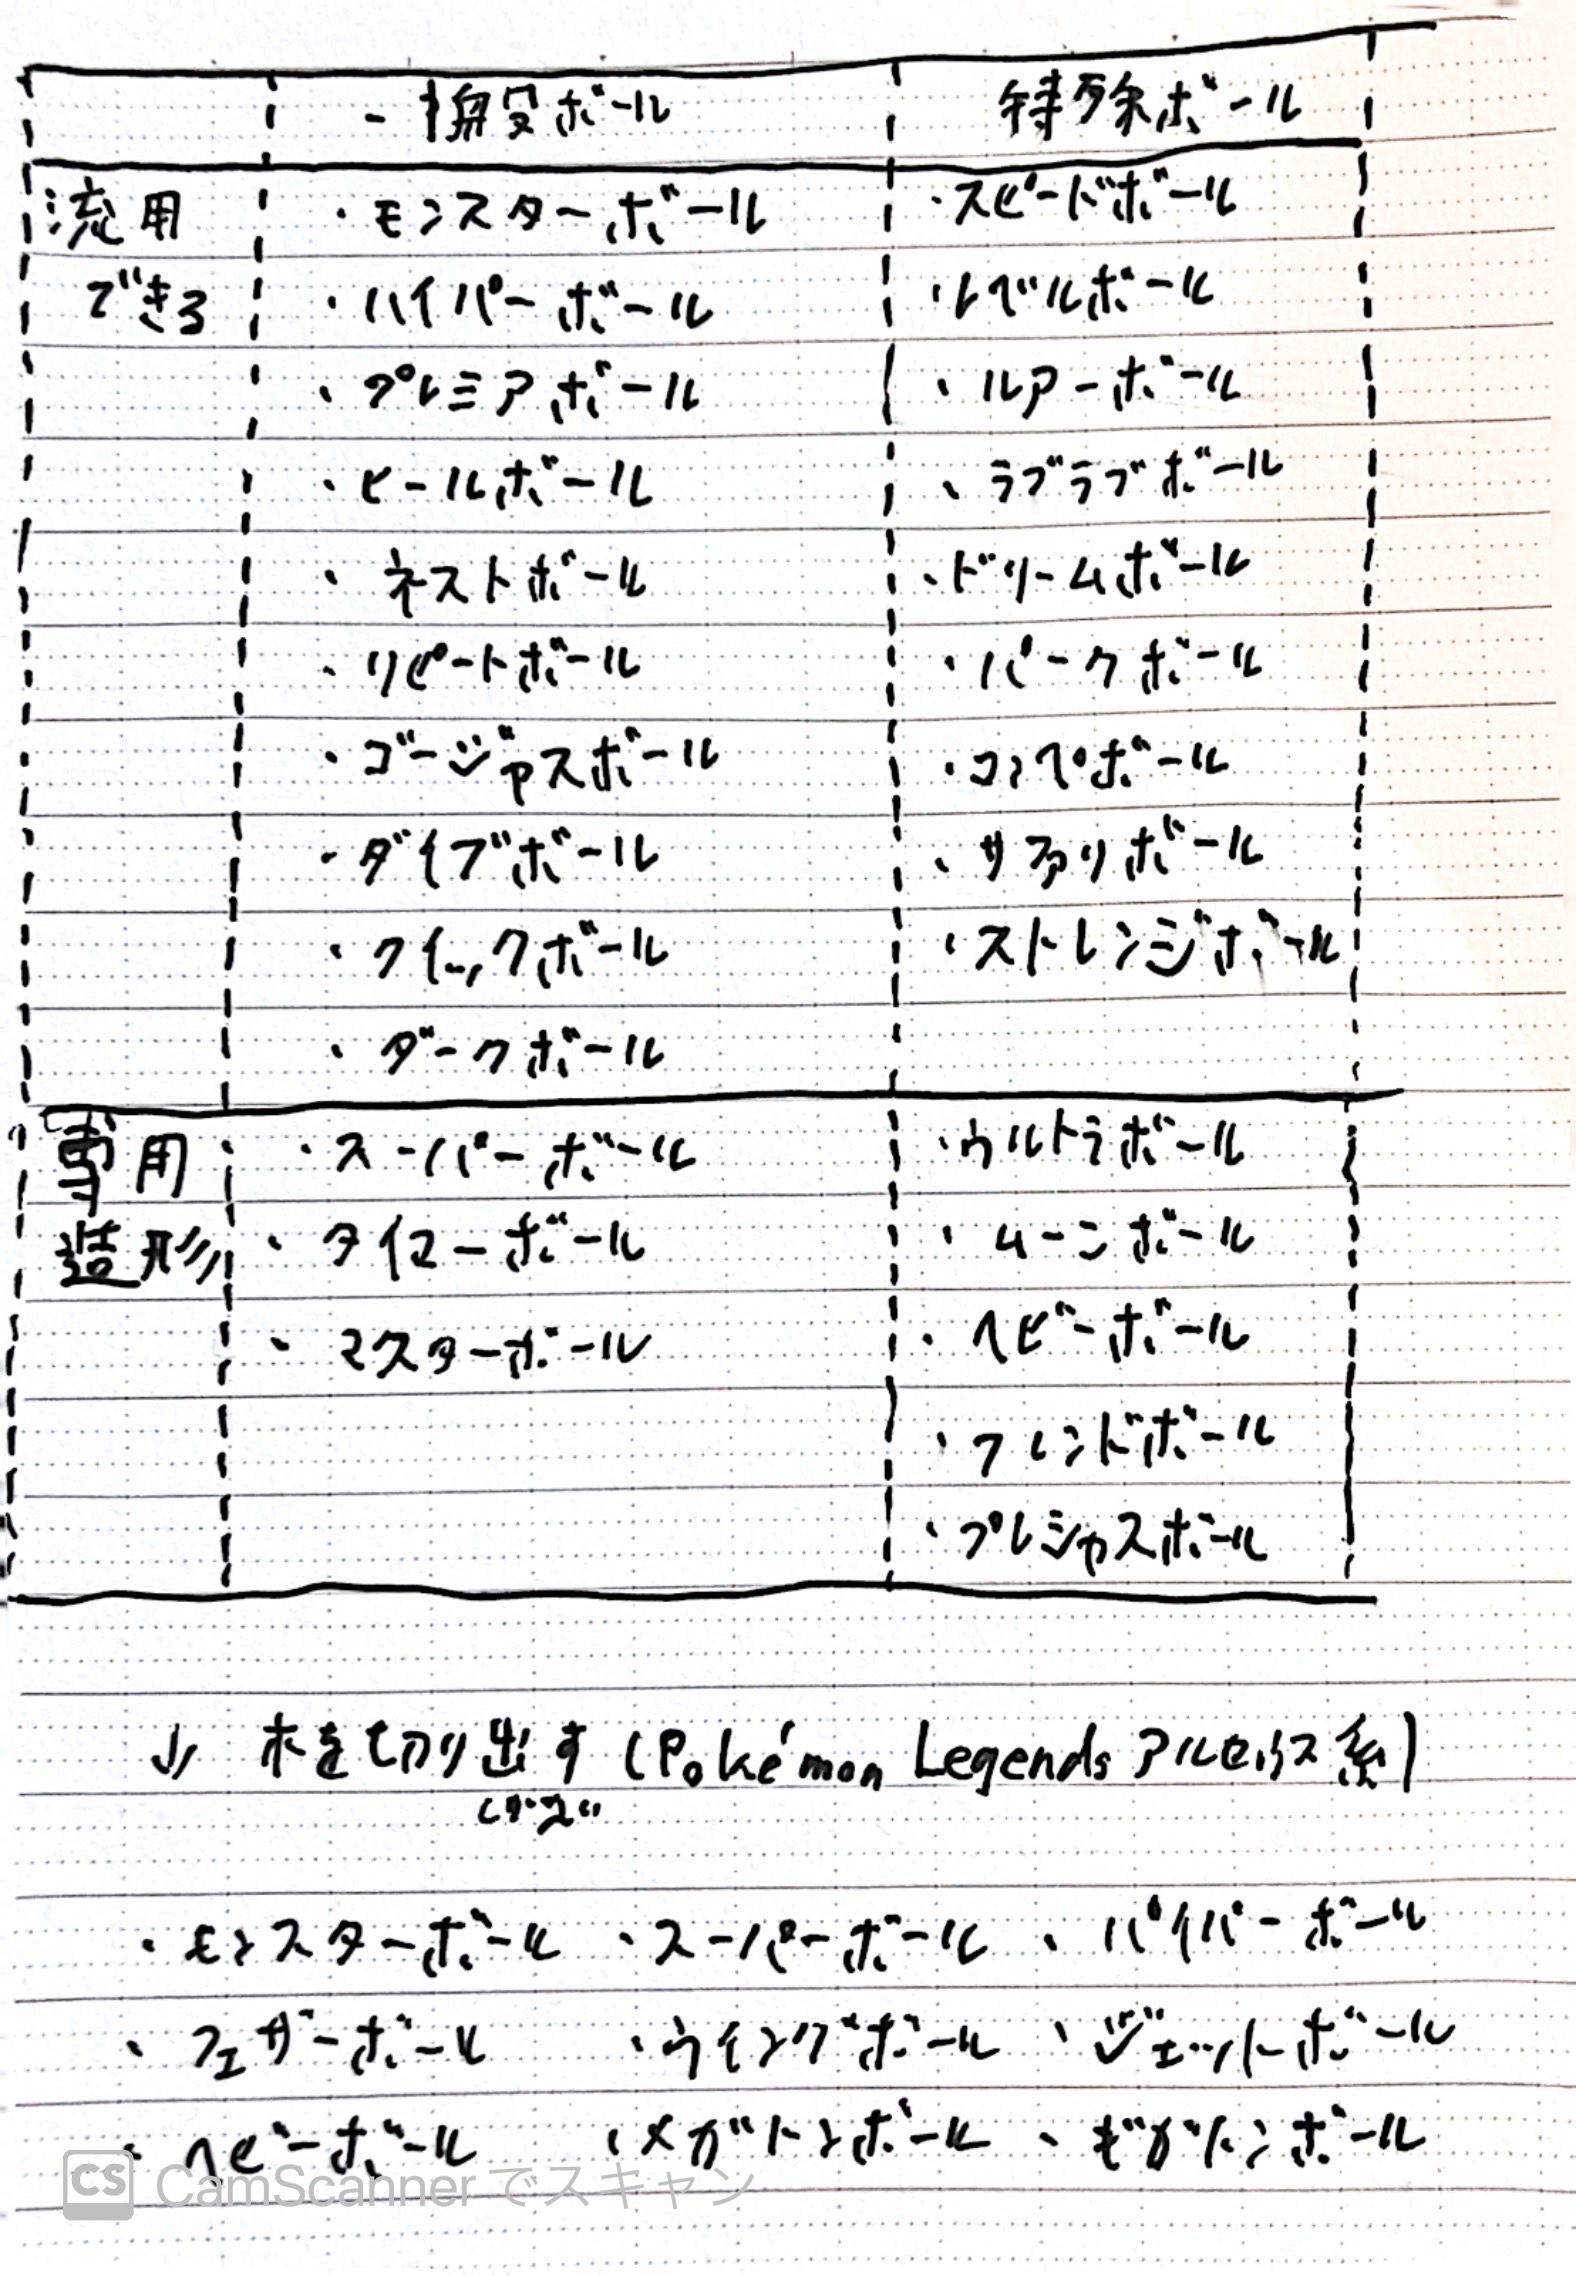 一般ボール 特殊ボール
流用 ・モンスターボール ・スピードボール
できる ・ハイパーボール ・レベルボール
・プレミアボール ・ルアーボール
・ヒールボール ・ラブラブボール
・ネストボール ・ドリームボール
・リピートボール ・パークボール
・ゴージャスボール ・コンペボール
・ダイブボール ・サファリボール
・クイックボール ・ストレンジボール
・ダークボール
専用 ・スーパーボール ・ウルトラボール
造形 ・タイマーボール ・ムーンボール
・マスターボール ・ヘビーボール
・フレンドボール
・プレシャスボール
木を切り出す(Pokémon Legends アルセウス系)
・モンスターボール ・スーパーボール ・パイパーボール
・フェザーボール ・ウイングボール ・ジェットボール
・ヘビーボール ・メガトンボール ・ギガトンボール
CS CamScannerでスキャン